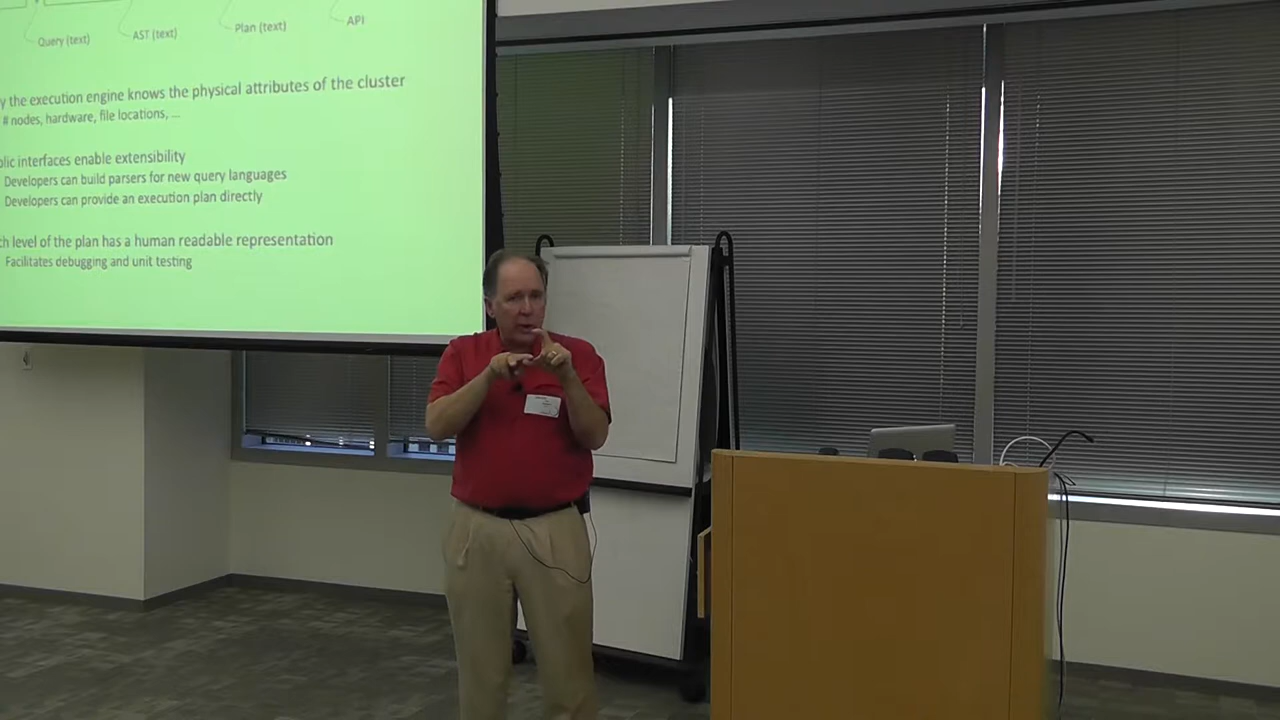 Query (text)
AST (text)
Plan (text)
API
y the execution engine knows the physical attributes of the cluster
# nodes, hardware, file locations, ...
lic interfaces enable extensibility
Developers can build parsers for new query languages
Developers can provide an execution plan directly
ch level of the plan has a human readable representation
Facilitates debugging and unit testing